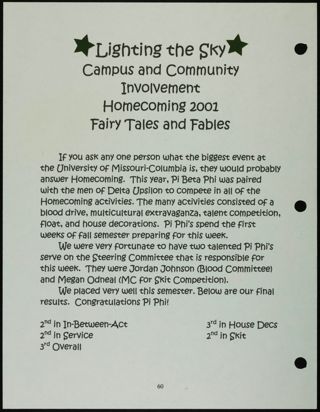 Lighting the Sky
Campus and Community
Involvement
Homecoming 2001
Fairy Tales and Fables
If you ask any one person what the biggest event at
the University of Missouri-Columbia is, they would probably
answer Homecoming. This year, Pi Beta Phi was paired
with the men of Delta Upsilon to compete in all of the
Homecoming activities. The many activities consisted of a
blood drive, multicultural extravaganza, talent competition,
float, and house decorations. Pi Phi's spend the first
weeks of fall semester preparing for this week.
We were very fortunate to have two talented Pi Phi's
serve on the Steering Committee that is responsible for
this week. They were Jordan Johnson (Blood Committee)
and Megan Odneal (MC for Skit Competition).
We placed very well this semester. Below are our final
results. Congratulations Pi Phi!
2nd in In-Between-Act 3rd in House Decs
2nd in Service 2nd in Skit
3rd Overall
60